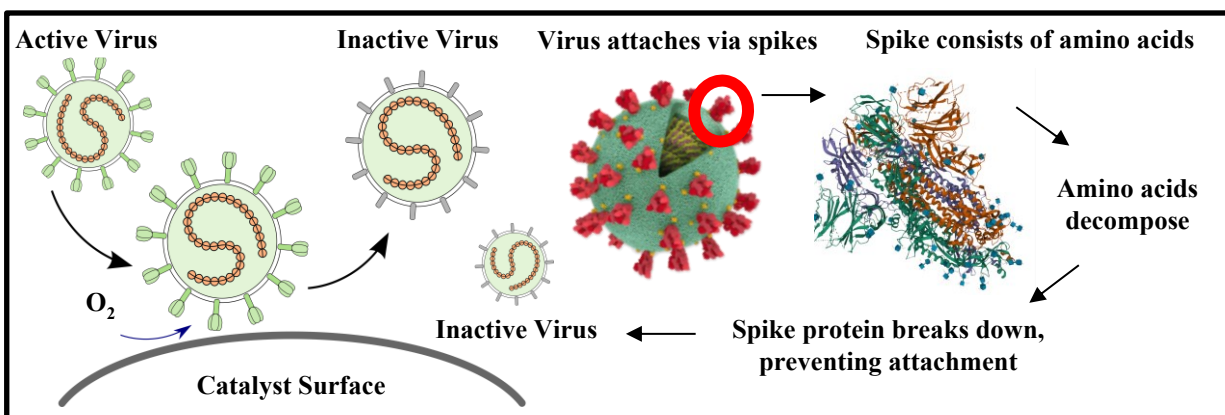 Active Virus
Inactive Virus
Virus attaches via spikes
Spike consists of amino acids
Amino acids
decompose
O₂
Inactive Virus
Spike protein breaks down,
preventing attachment
Catalyst Surface